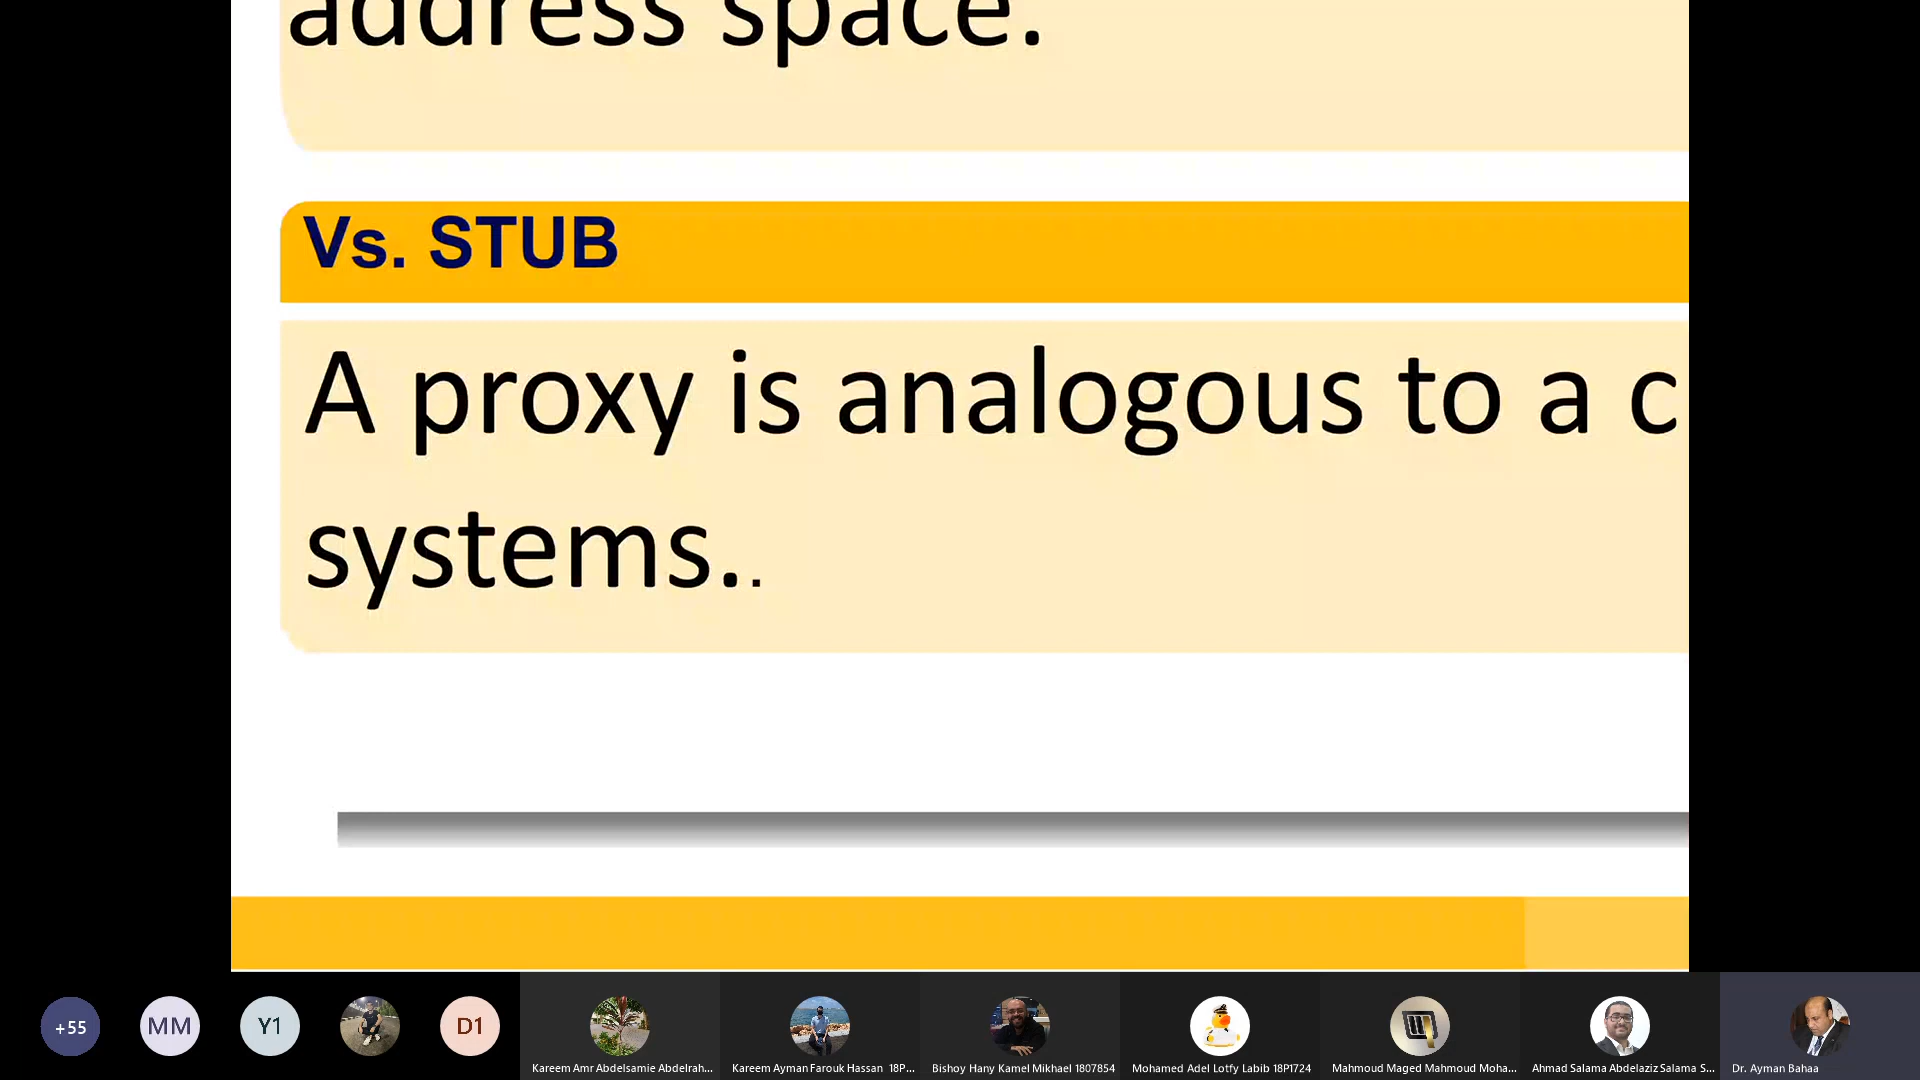 address space.
Vs. STUB
A proxy is analogous to a c
systems..
+55
MM
Y1
D1
Kareem Amr Abdelsamie Abdelrah...
Kareem Ayman Farouk Hassan 18P...
Bishoy Hany Kamel Mikhael 1807854
Mohamed Adel Lotfy Labib 18P1724
Mahmoud Maged Mahmoud Moha...
Ahmad Salama Abdelaziz Salama S...
Dr. Ayman Bahaa